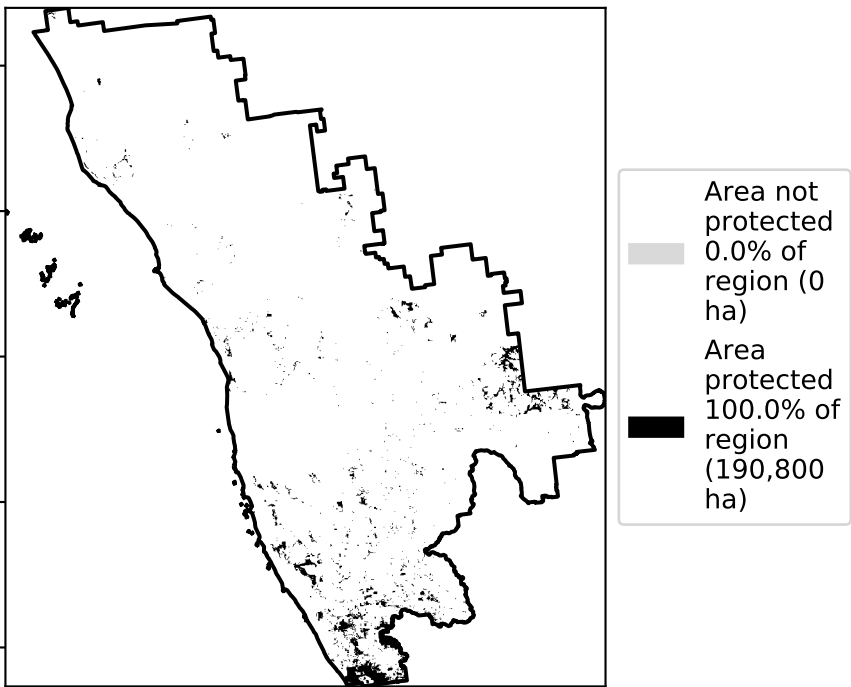 Area not
protected
0.0% of
region (0
ha)
Area
protected
100.0% of
region
(190,800
ha)